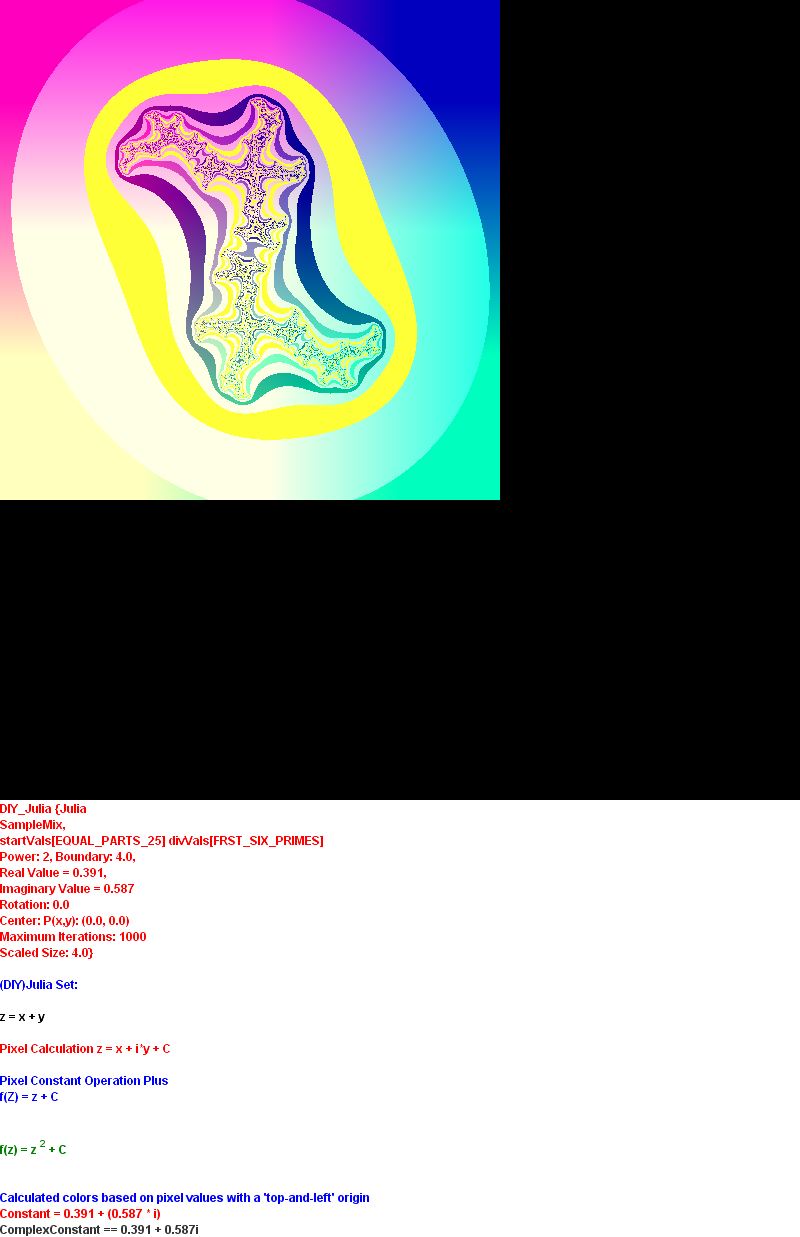 DIY_Julia {Julia
SampleMix,
startVals[EQUAL_PARTS_25] divVals[FRST_SIX_PRIMES]
Power: 2, Boundary: 4.0,
Real Value = 0.391,
Imaginary Value = 0.587
Rotation: 0.0
Center: P(x,y): (0.0, 0.0)
Maximum Iterations: 1000
Scaled Size: 4.0}
(DIY)Julia Set:
z = x + y
Pixel Calculation z = x + i*y + C
Pixel Constant Operation Plus
f(Z) = z + C
f(z) = z 2 + C
Calculated colors based on pixel values with a 'top-and-left' origin
Constant = 0.391 + (0.587 * i)
ComplexConstant == 0.391 + 0.587i